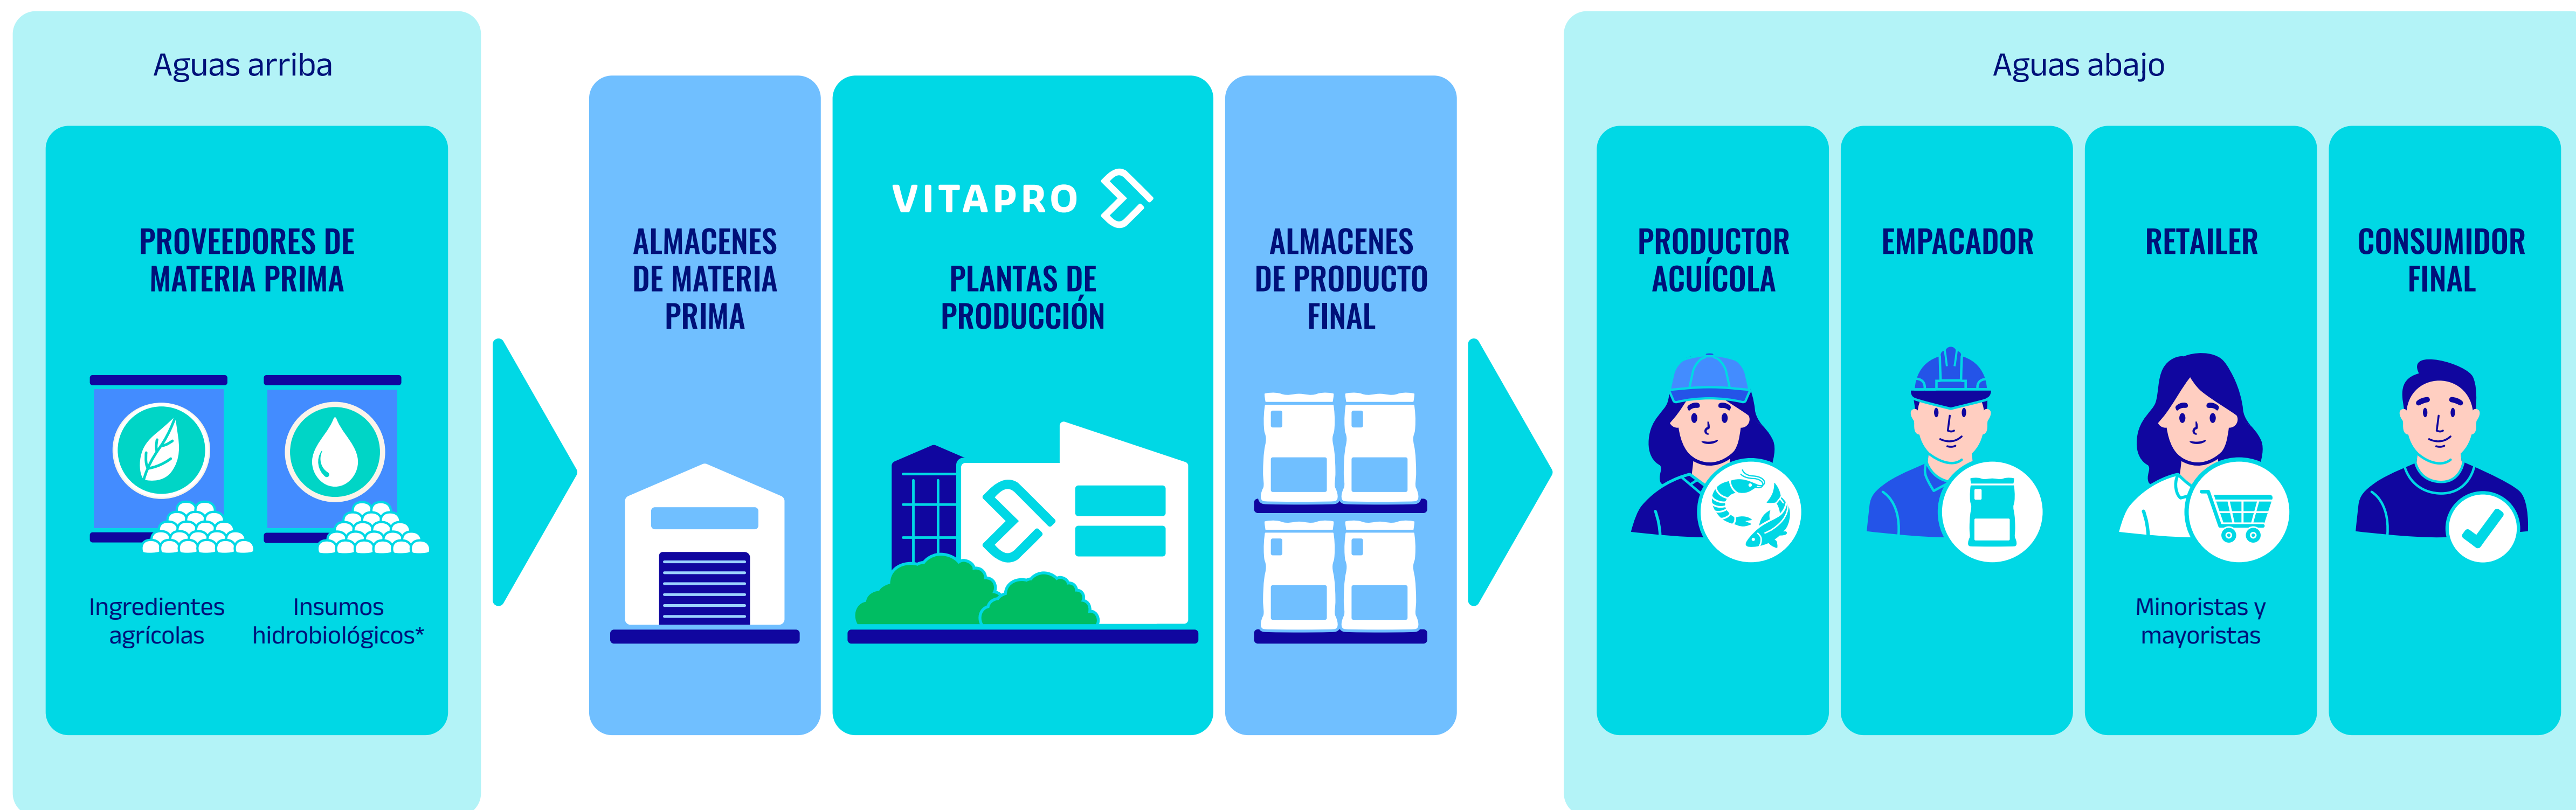 Aguas arriba
PROVEEDORES DE
MATERIA PRIMA
Ingredientes
agrícolas
Insumos
hidrobiológicos*
ALMACENES
DE MATERIA
PRIMA
VITAPRO
PLANTAS DE
PRODUCCIÓN
ALMACENES
DE PRODUCTO
FINAL
Aguas abajo
PRODUCTOR
ACUÍCOLA
EMPACADOR
RETAILER
Minoristas y
mayoristas
CONSUMIDOR
FINAL